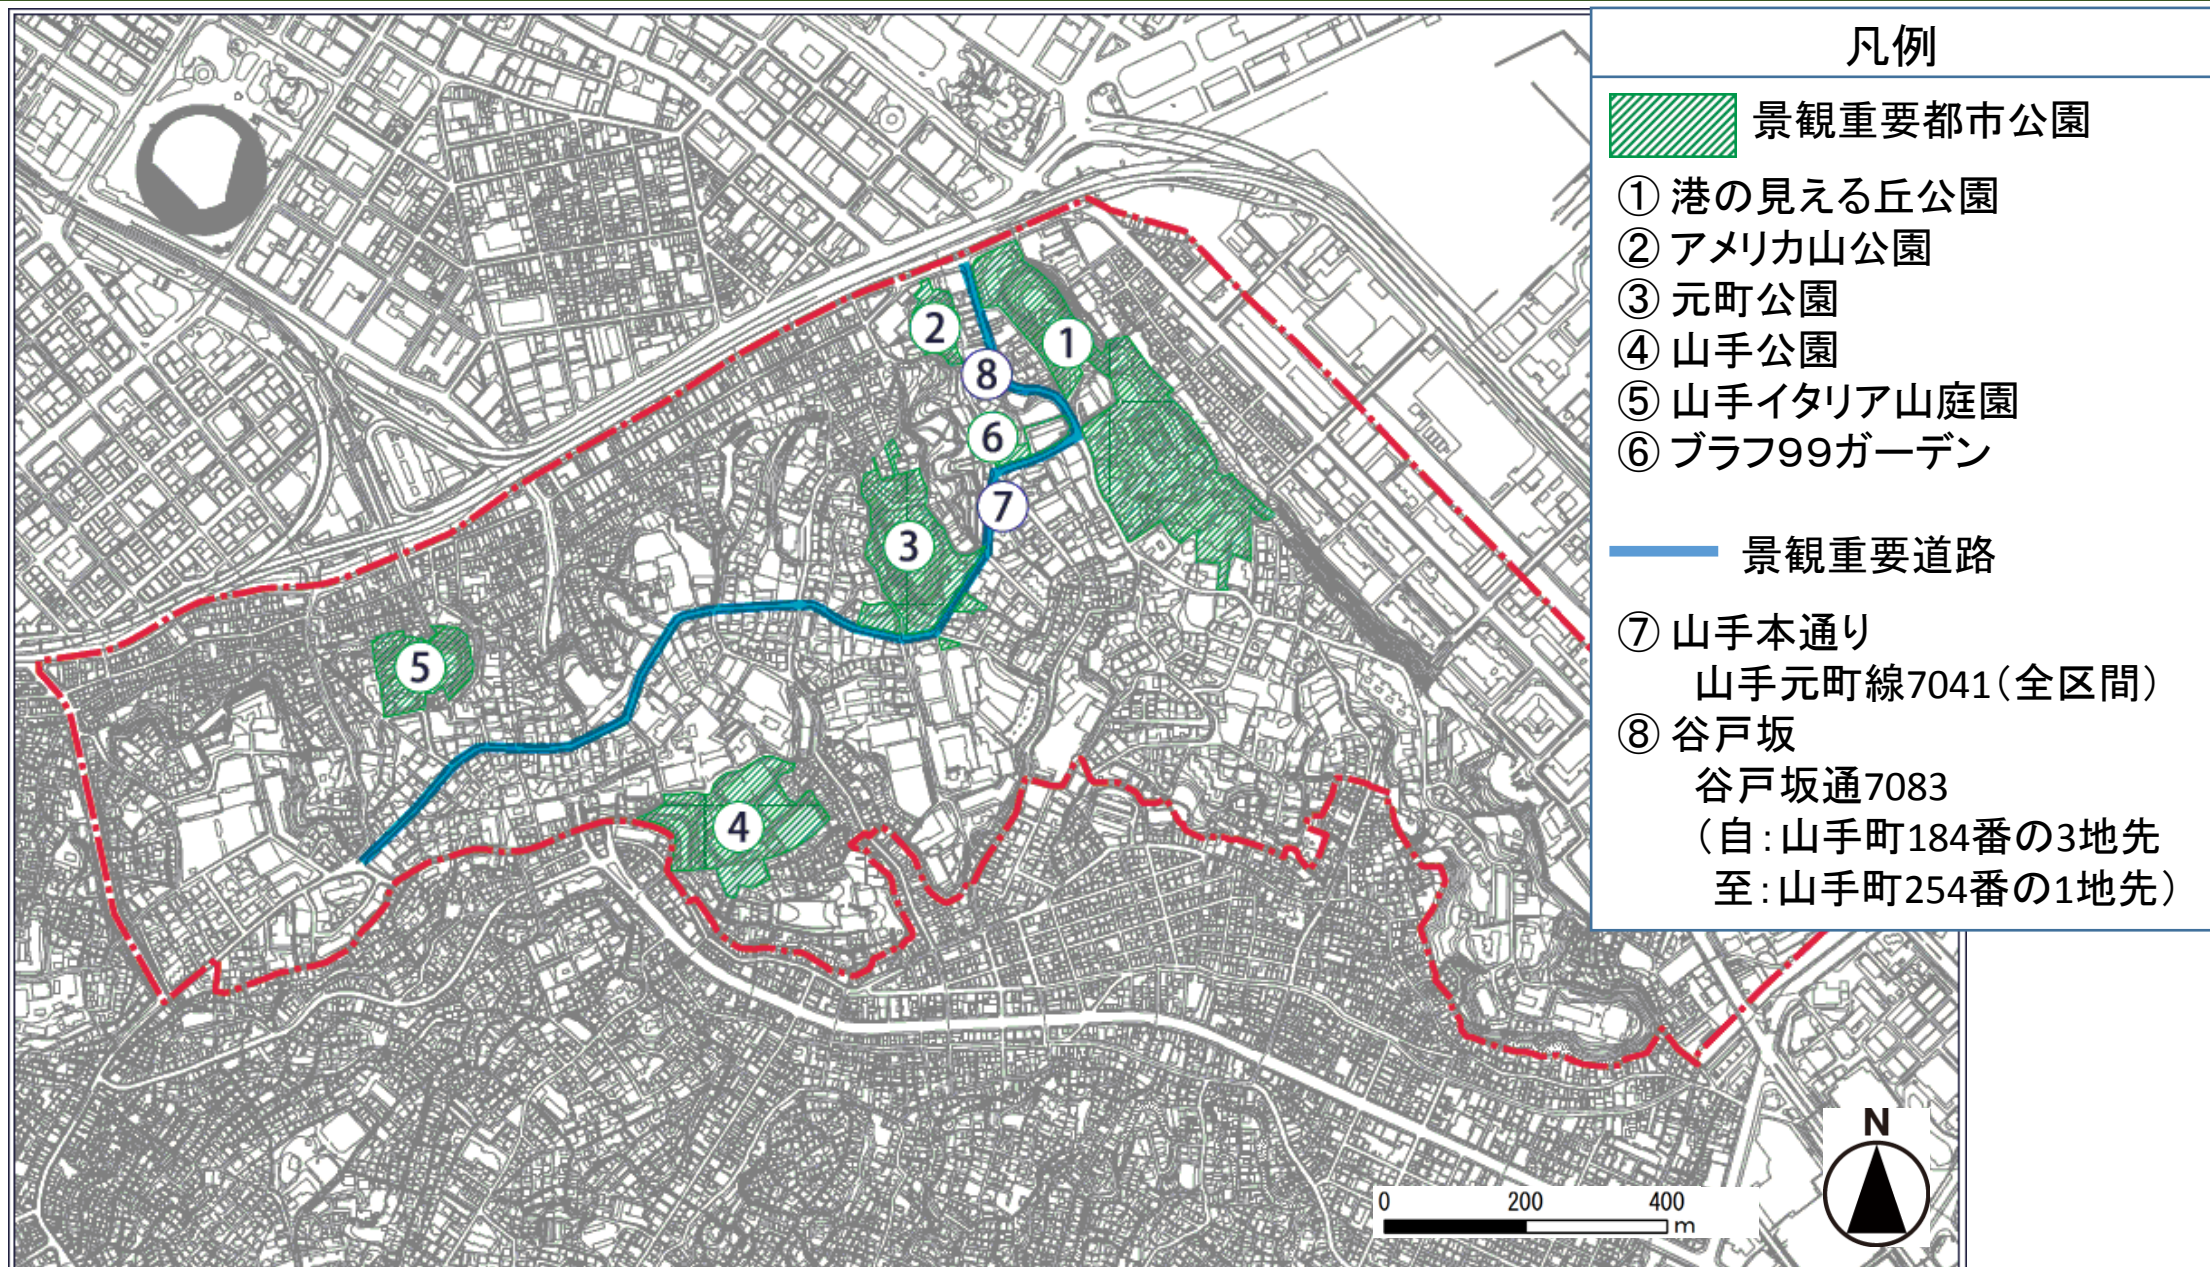 凡例
景観重要都市公園
① 港の見える丘公園
② アメリカ山公園
③ 元町公園
④ 山手公園
⑤ 山手イタリア山庭園
⑥ ブラフ99ガーデン
景観重要道路
⑦ 山手本通り
山手元町線7041(全区間)
⑧ 谷戸坂
谷戸坂通7083
(自:山手町184番の3地先
至:山手町254番の1地先)
2
1
8
6
7
3
5
4
N
0 200 400
m